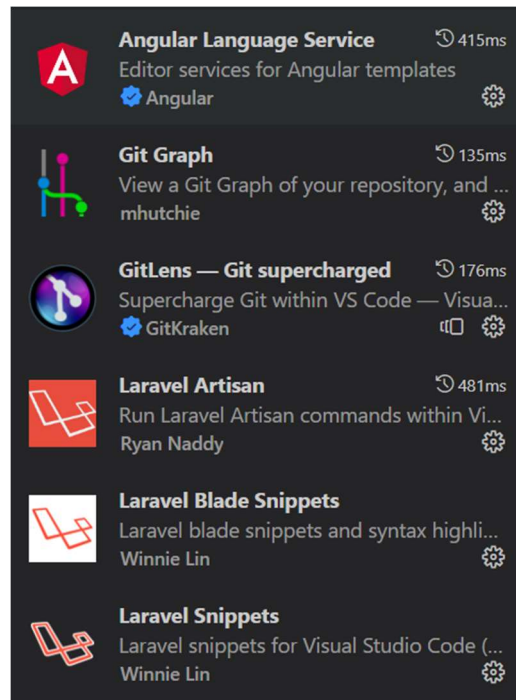 Angular Language Service 415ms
Editor services for Angular templates
Angular
Git Graph 135ms
View a Git Graph of your repository, and ...
mhutchie
GitLens — Git supercharged 176ms
Supercharge Git within VS Code — Visua...
GitKraken
Laravel Artisan 481ms
Run Laravel Artisan commands within Vi...
Ryan Naddy
Laravel Blade Snippets
Laravel blade snippets and syntax highli...
Winnie Lin
Laravel Snippets
Laravel snippets for Visual Studio Code (...
Winnie Lin